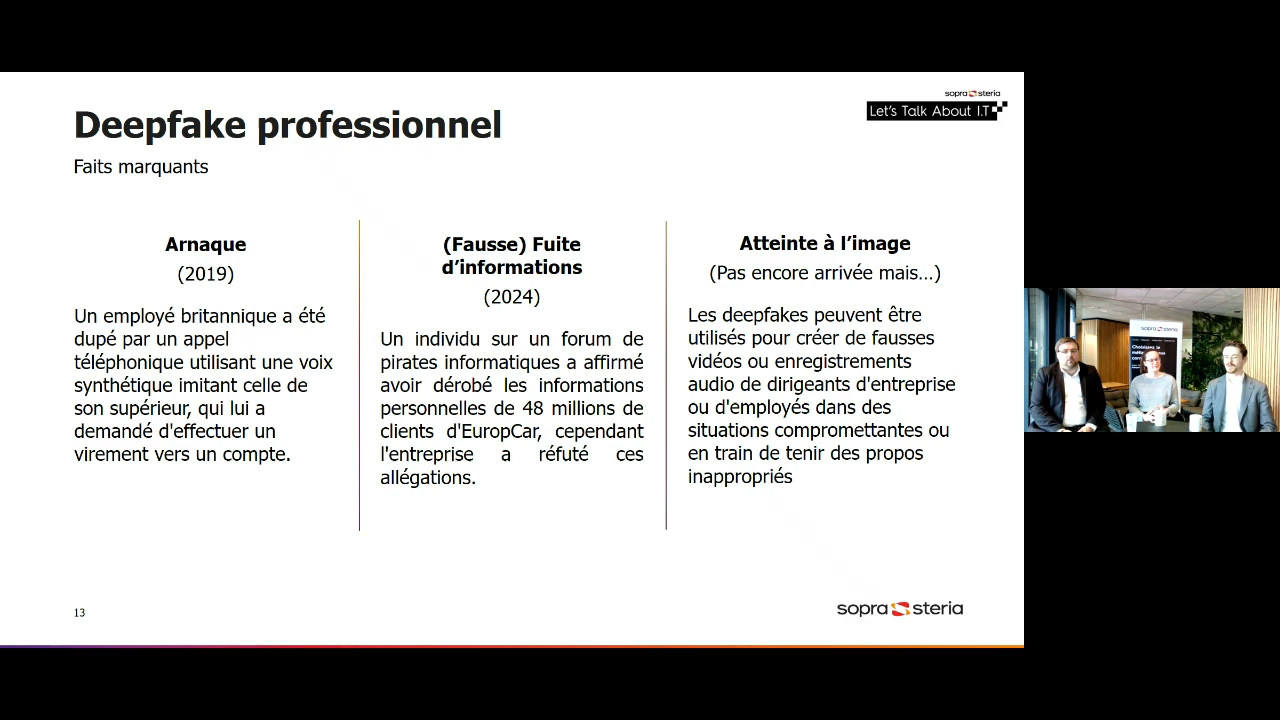 sopra steria
Let's Talk About I.T
Deepfake professionnel
Faits marquants
Arnaque
(2019)
Un employé britannique a été
dupé par un appel
téléphonique utilisant une voix
synthétique imitant celle de
son supérieur, qui lui a
demandé d'effectuer un
virement vers un compte.
(Fausse) Fuite
d’informations
(2024)
Un individu sur un forum de
pirates informatiques a affirmé
avoir dérobé les informations
personnelles de 48 millions de
clients d'EuropCar, cependant
l'entreprise a réfuté ces
allégations.
Atteinte à l’image
(Pas encore arrivée mais…)
Les deepfakes peuvent être
utilisés pour créer de fausses
vidéos ou enregistrements
audio de dirigeants d'entreprise
ou d'employés dans des
situations compromettantes ou
en train de tenir des propos
inappropriés
sopra steria
Choisissez le
13
sopra steria